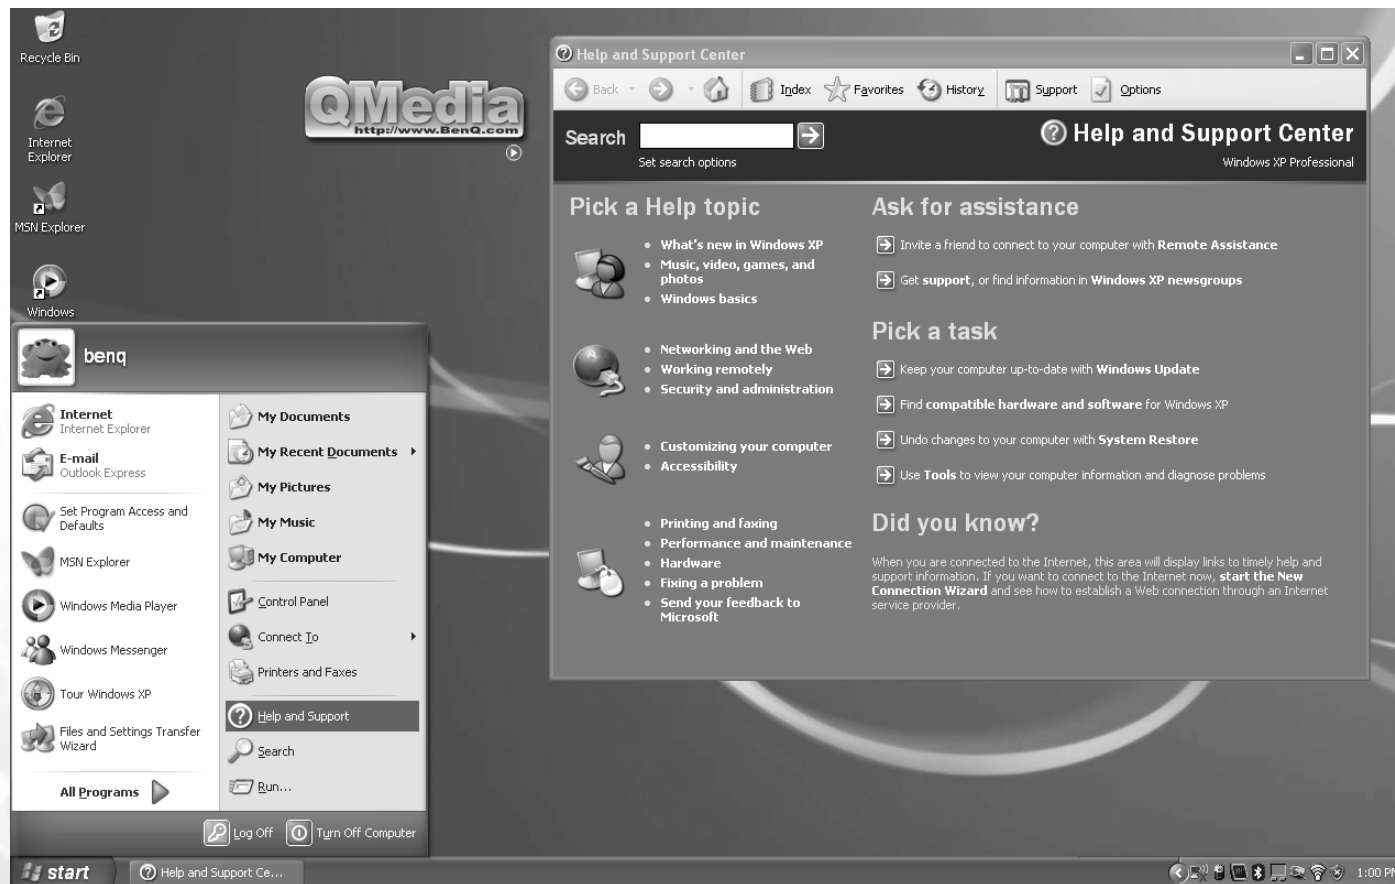 Recycle Bin
Internet
Explorer
MSN Explorer
Windows
QMedia
http://www.BenQ.com
benq
Internet
Internet Explorer
E-mail
Outlook Express
Set Program Access and
Defaults
MSN Explorer
Windows Media Player
Windows Messenger
Tour Windows XP
Files and Settings Transfer
Wizard
All Programs
My Documents
My Recent Documents
My Pictures
My Music
My Computer
Control Panel
Connect To
Printers and Faxes
Help and Support
Search
Run...
Log Off
Turn Off Computer
Help and Support Center
Back
Index
Favorites
History
Support
Options
Search
Set search options
Help and Support Center
Windows XP Professional
Pick a Help topic
What's new in Windows XP
Music, video, games, and
photos
Windows basics
Networking and the Web
Working remotely
Security and administration
Customizing your computer
Accessibility
Printing and faxing
Performance and maintenance
Hardware
Fixing a problem
Send your feedback to
Microsoft
Ask for assistance
Invite a friend to connect to your computer with Remote Assistance
Get support, or find information in Windows XP newsgroups
Pick a task
Keep your computer up-to-date with Windows Update
Find compatible hardware and software for Windows XP
Undo changes to your computer with System Restore
Use Tools to view your computer information and diagnose problems
Did you know?
When you are connected to the Internet, this area will display links to timely help and
support information. If you want to connect to the Internet now, start the New
Connection Wizard and see how to establish a Web connection through an Internet
service provider.
start
Help and Support Ce...
1:00 PM